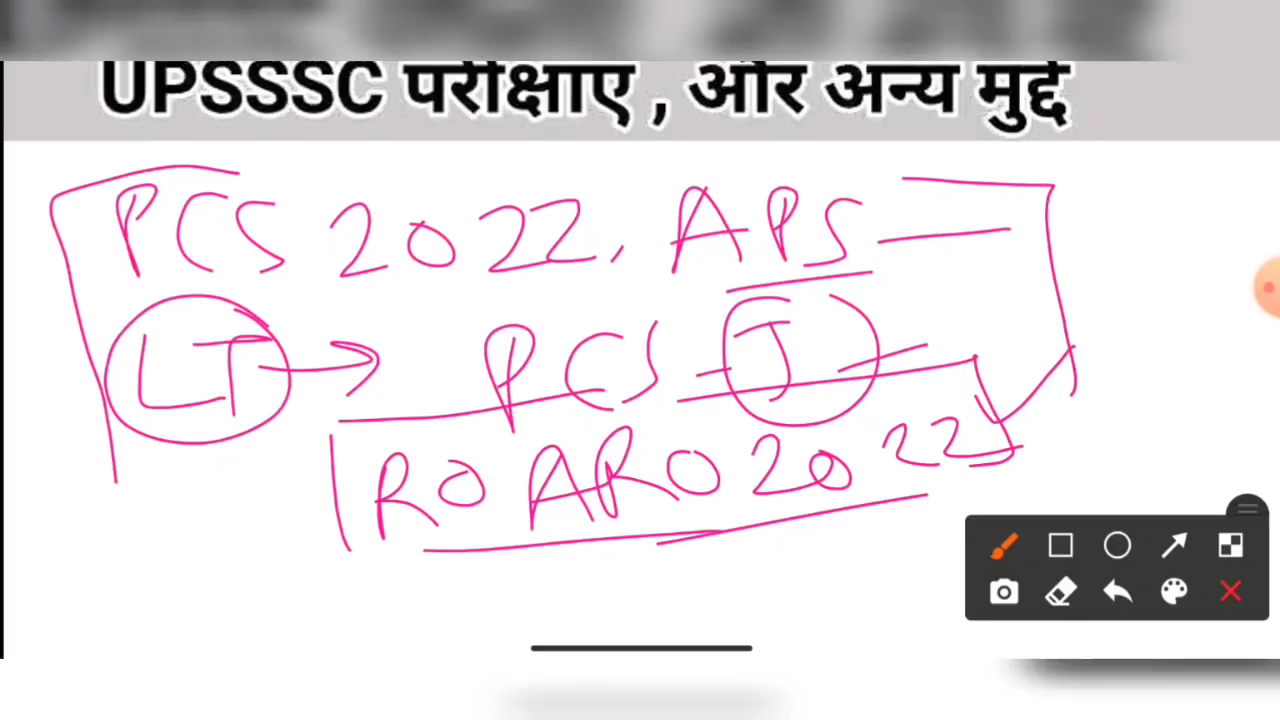 UPSSSC परीक्षाए , और अन्य मुद्दे
PCS 2022, APS
LT → PCS - J -
RO ARO 2022